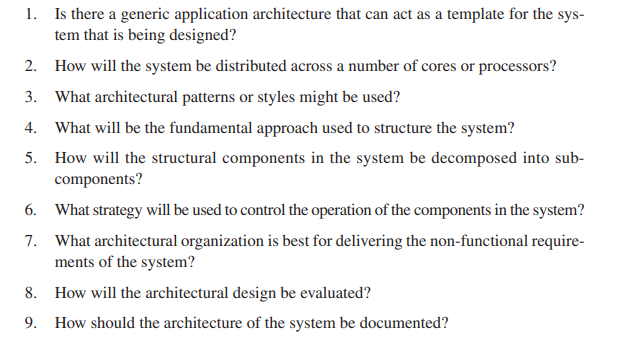 1. Is there a generic application architecture that can act as a template for the sys-
tem that is being designed?
2. How will the system be distributed across a number of cores or processors?
3. What architectural patterns or styles might be used?
4. What will be the fundamental approach used to structure the system?
5. How will the structural components in the system be decomposed into sub-
components?
6. What strategy will be used to control the operation of the components in the system?
7. What architectural organization is best for delivering the non-functional require-
ments of the system?
8. How will the architectural design be evaluated?
9. How should the architecture of the system be documented?